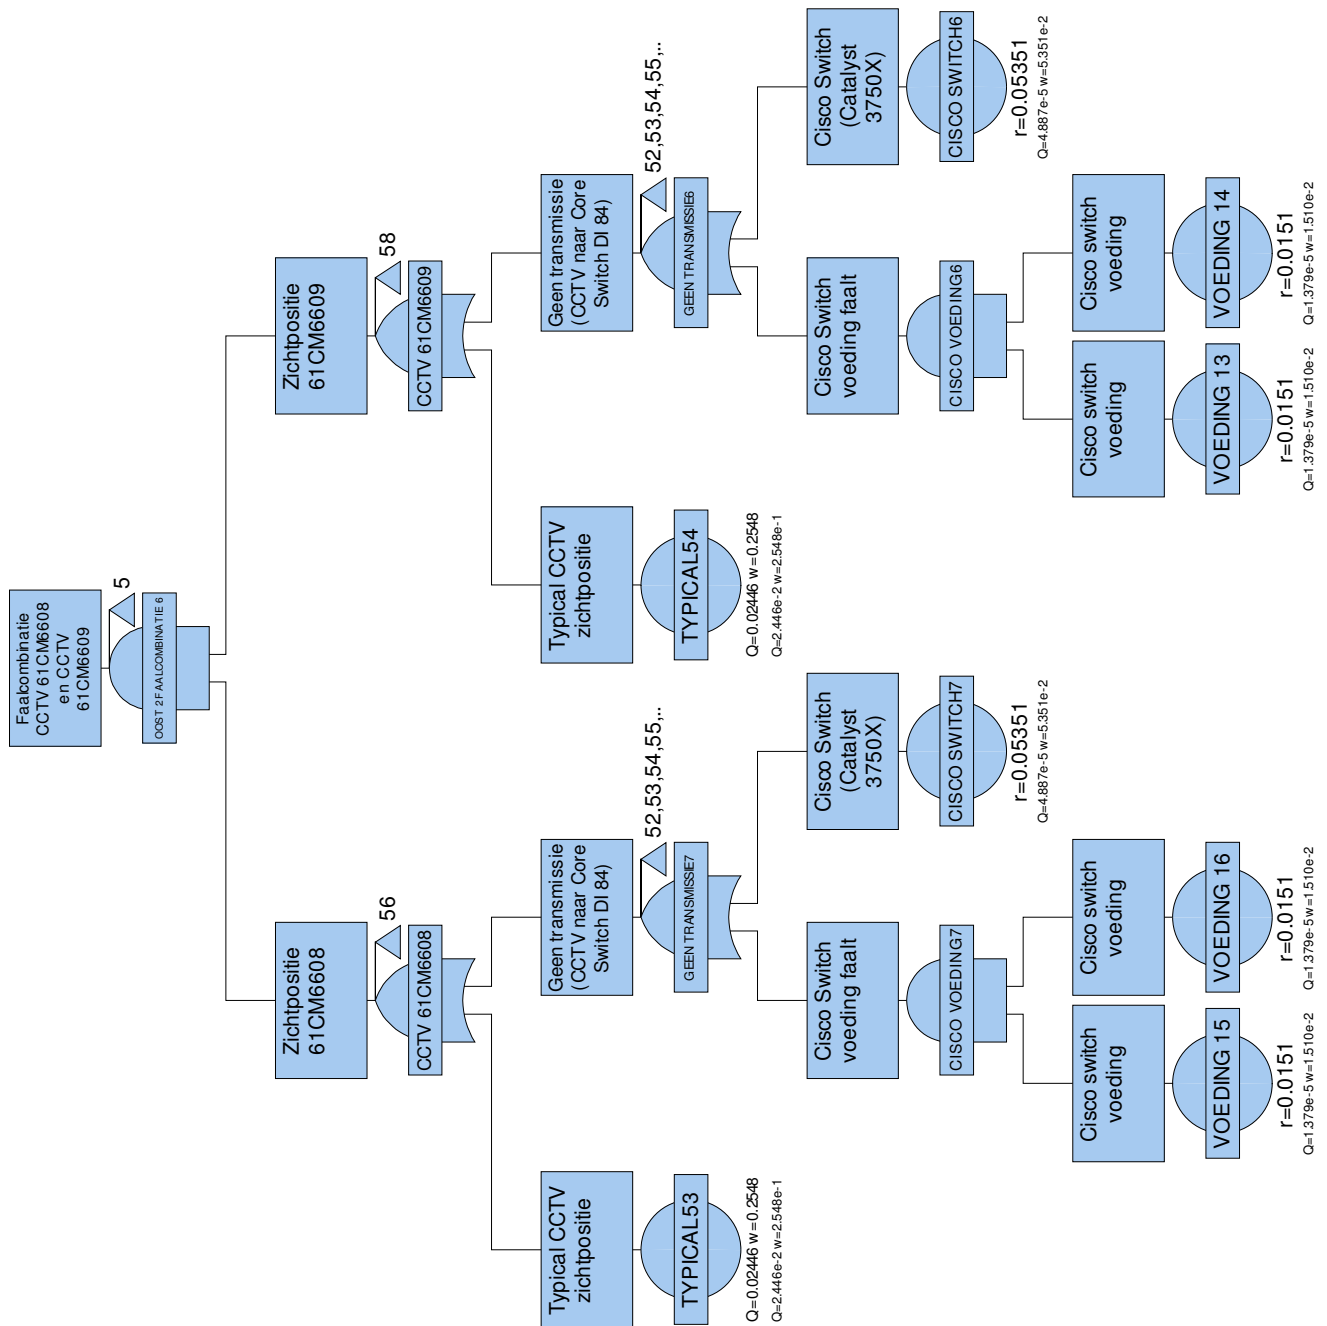 Faalcombinatie
CCTV 61CM6608
en CCTV
61CM6609
5
OOST 2FAALCOMBINATIE 6
Zichtpositie
61CM6608
56
CCTV 61CM6608
Zichtpositie
61CM6609
58
CCTV 61CM6609
Typical CCTV
zichtpositie
TYPICAL53
Q=0.02446 w=0.2548
Q=2.446e-2 w=2.548e-1
Geen transmissie
(CCTV naar Core
Switch DI 84)
52,53,54,55,..
GEEN TRANSMISSIE7
Typical CCTV
zichtpositie
TYPICAL54
Q=0.02446 w=0.2548
Q=2.446e-2 w=2.548e-1
Geen transmissie
(CCTV naar Core
Switch DI 84)
52,53,54,55,..
GEEN TRANSMISSIE6
Cisco Switch
voeding faalt
CISCO VOEDING7
Cisco Switch
(Catalyst
3750X)
CISCO SWITCH7
r=0.05351
Q=4.887e-5 w=5.351e-2
Cisco Switch
voeding faalt
CISCO VOEDING6
Cisco Switch
(Catalyst
3750X)
CISCO SWITCH6
r=0.05351
Q=4.887e-5 w=5.351e-2
Cisco switch
voeding
VOEDING 15
r=0.0151
Q=1.379e-5 w=1.510e-2
Cisco switch
voeding
VOEDING 16
r=0.0151
Q=1.379e-5 w=1.510e-2
Cisco switch
voeding
VOEDING 13
r=0.0151
Q=1.379e-5 w=1.510e-2
Cisco switch
voeding
VOEDING 14
r=0.0151
Q=1.379e-5 w=1.510e-2